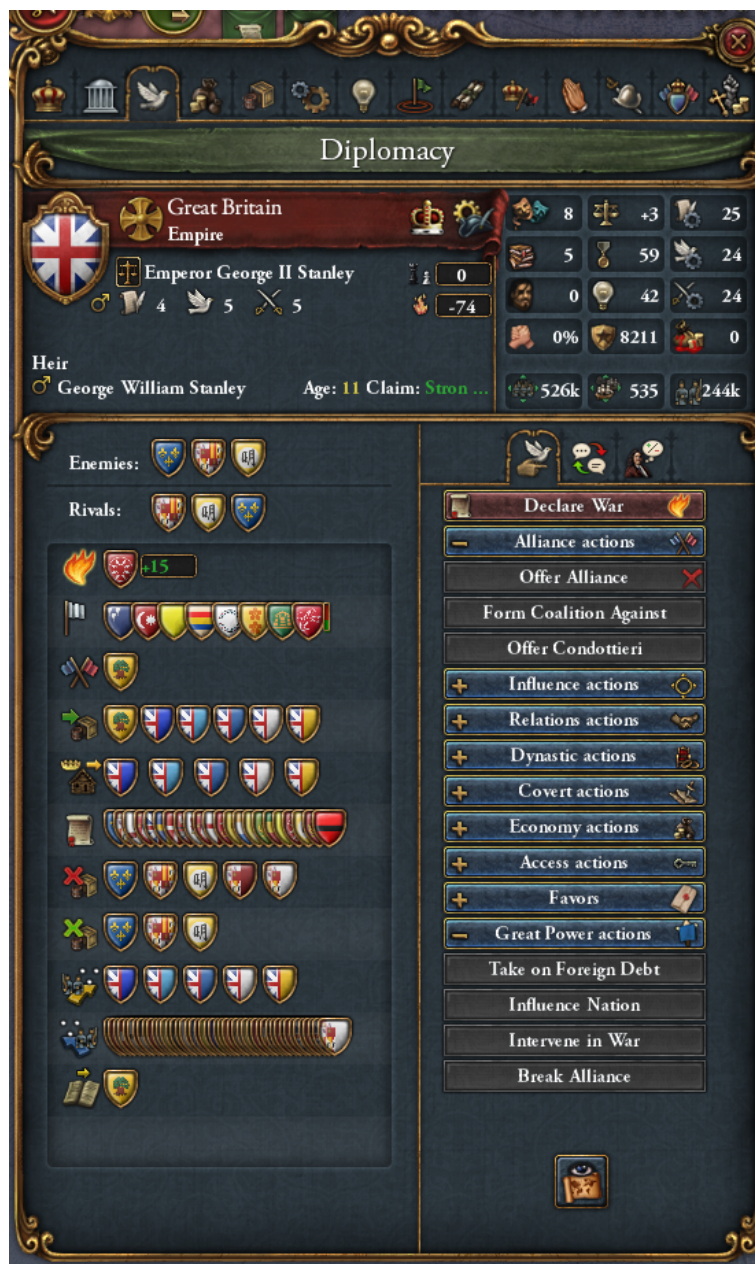 Diplomacy
Great Britain
Empire
Emperor George II Stanley
0
4 5 5
-74
8 +3 25
5 59 24
0 42 24
0% 8211 0
526k 535 244k
Heir
George William Stanley Age: 11 Claim: Stron ...
Enemies:
Rivals:
+15
Declare War
Alliance actions
Offer Alliance
Form Coalition Against
Offer Condottieri
Influence actions
Relations actions
Dynastic actions
Covert actions
Economy actions
Access actions
Favors
Great Power actions
Take on Foreign Debt
Influence Nation
Intervene in War
Break Alliance